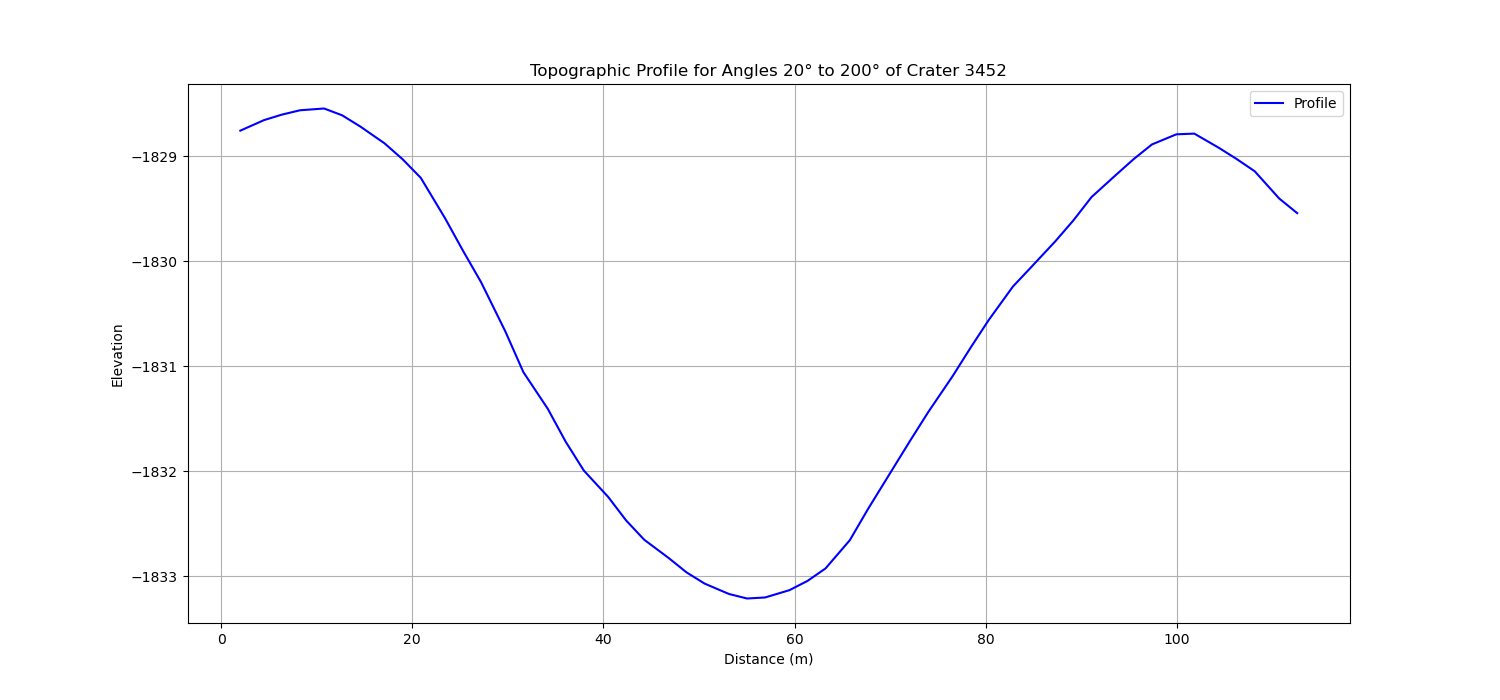 Topographic Profile for Angles 20° to 200° of Crater 3452
Profile
−1829
−1830
−1831
−1832
−1833
Elevation
0 20 40 60 80 100
Distance (m)